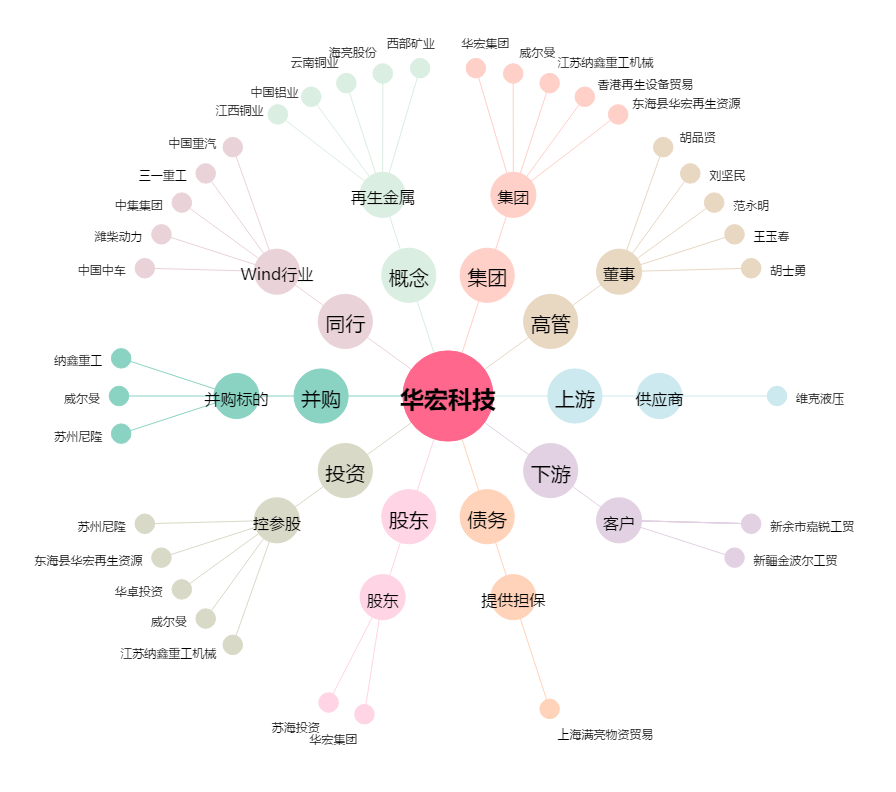 西部矿业
海亮股份
云南铜业
中国铝业
江西铜业
再生金属
概念
华宏集团
威尔曼
江苏纳鑫重工机械
香港再生设备贸易
东海县华宏再生资源
集团
集团
胡品贤
刘坚民
范永明
王玉春
胡士勇
董事
高管
中国重汽
三一重工
中集集团
潍柴动力
中国中车
Wind行业
同行
纳鑫重工
威尔曼
苏州尼隆
并购标的
并购
华宏科技
上游
供应商
维克液压
投资
控参股
苏州尼隆
东海县华宏再生资源
华卓投资
威尔曼
江苏纳鑫重工机械
股东
股东
苏海投资
华宏集团
债务
提供担保
上海满亮物资贸易
下游
客户
新余市嘉锐工贸
新疆金波尔工贸